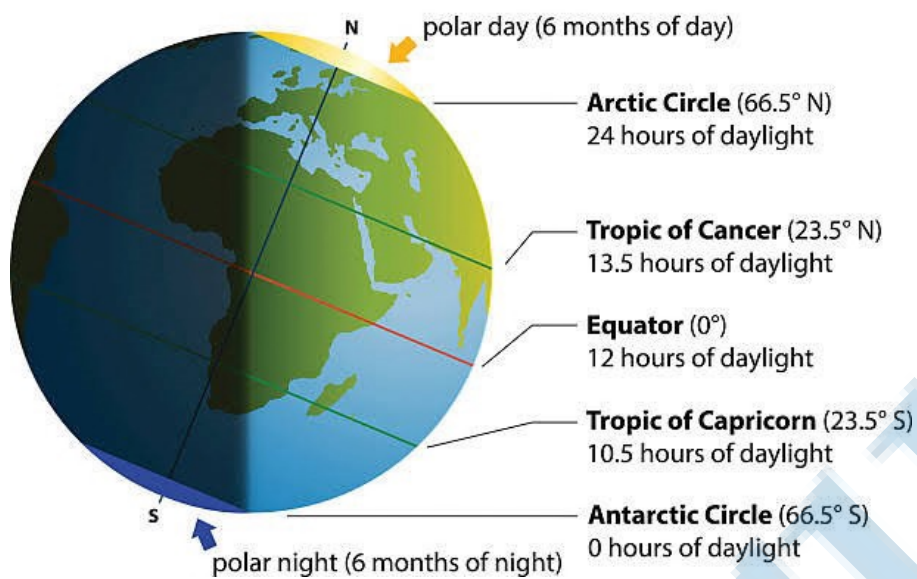 N
polar day (6 months of day)
Arctic Circle (66.5° N)
24 hours of daylight
Tropic of Cancer (23.5° N)
13.5 hours of daylight
Equator (0°)
12 hours of daylight
Tropic of Capricorn (23.5° S)
10.5 hours of daylight
Antarctic Circle (66.5° S)
0 hours of daylight
S
polar night (6 months of night)